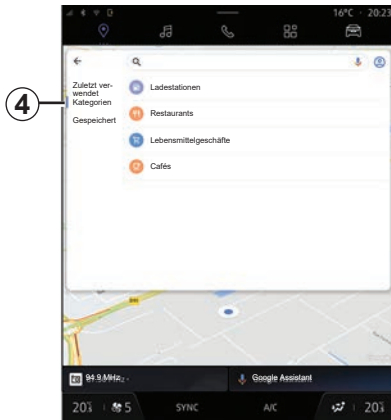 16°C · 20:23
4
Zuletzt ver-
wendet
Kategorien
Gespeichert
Ladestationen
Restaurants
Lebensmittelgeschäfte
Cafés
94.9 MHz
Google Assistant
20 5
SYNC
A/C
20